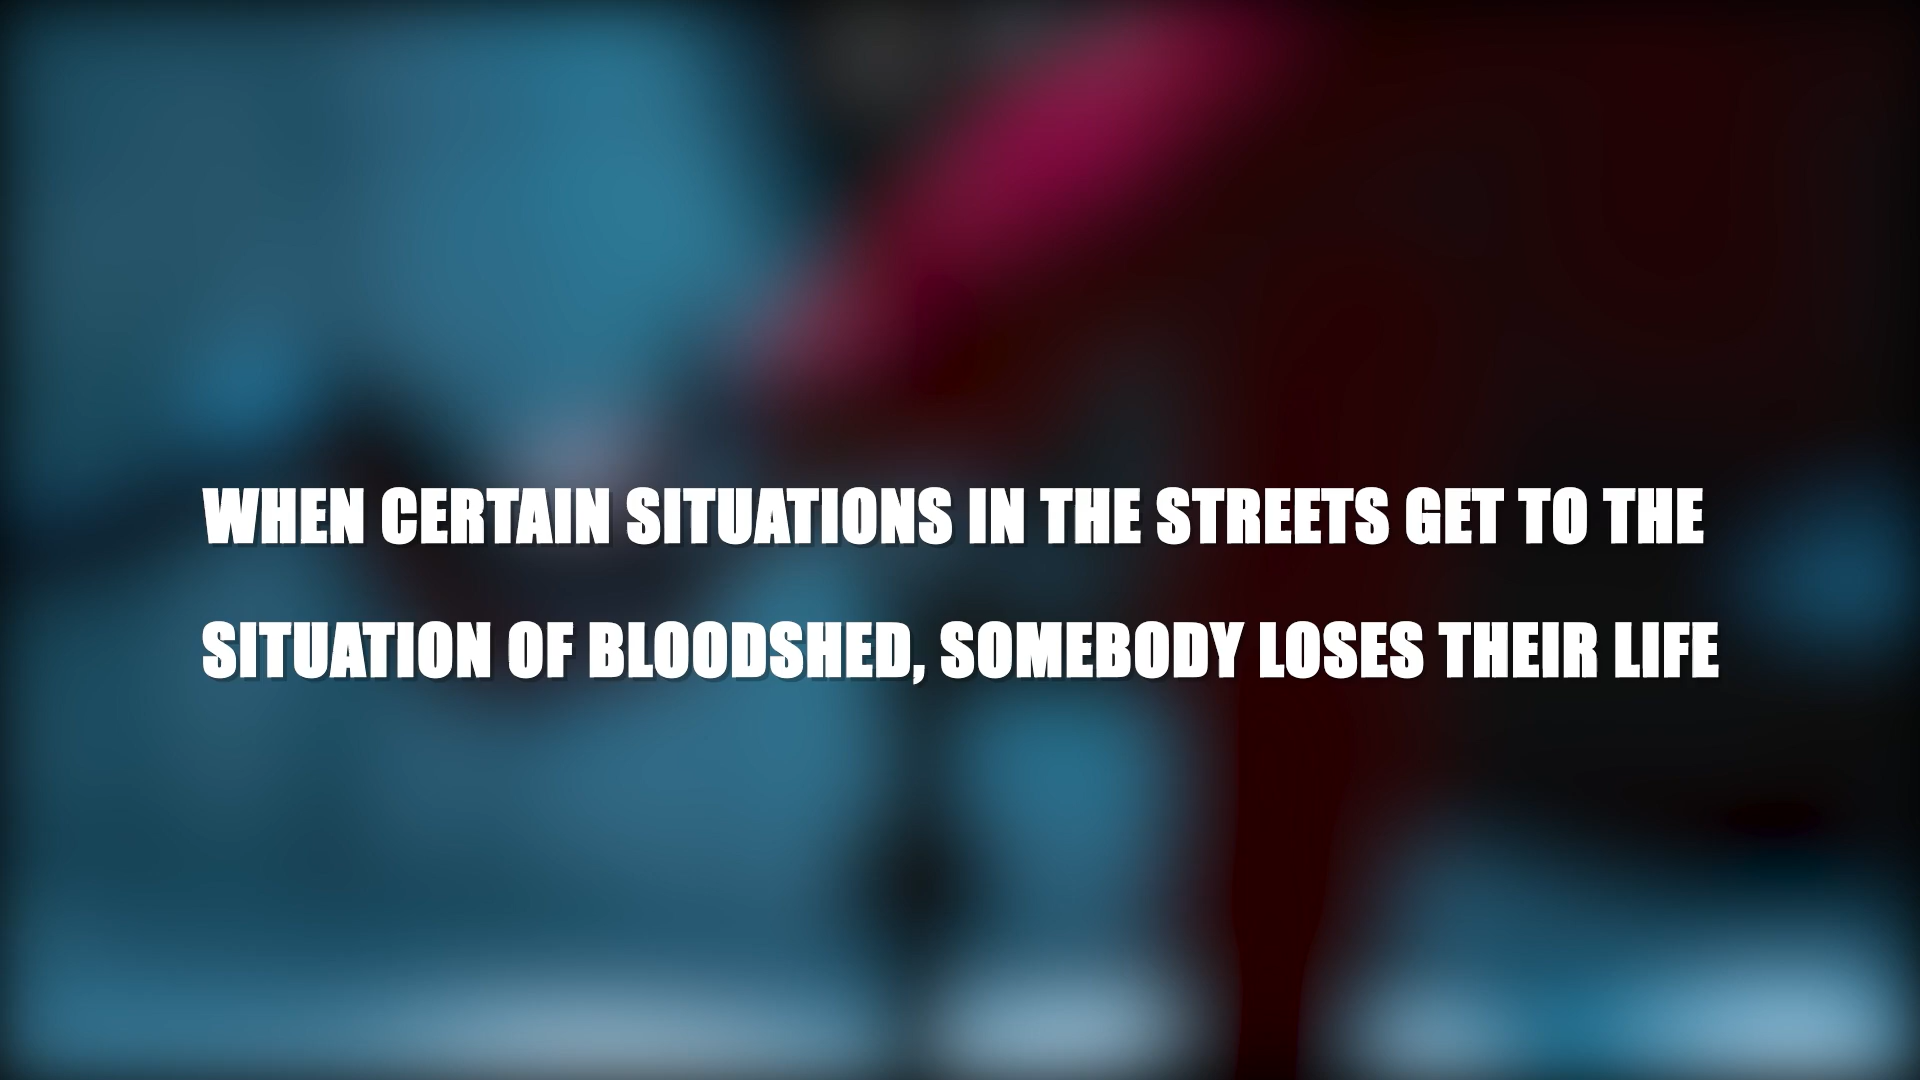 WHEN CERTAIN SITUATIONS IN THE STREETS GET TO THE
SITUATION OF BLOODSHED, SOMEBODY LOSES THEIR LIFE